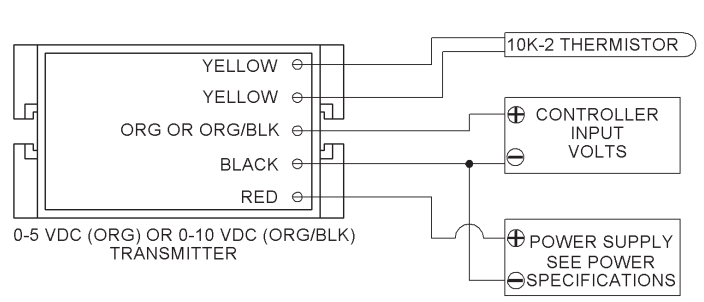 10K-2 THERMISTOR
YELLOW
YELLOW
ORG OR ORG/BLK
BLACK
RED
+ CONTROLLER
INPUT
- VOLTS
0-5 VDC (ORG) OR 0-10 VDC (ORG/BLK)
TRANSMITTER
+ POWER SUPPLY
SEE POWER
- SPECIFICATIONS